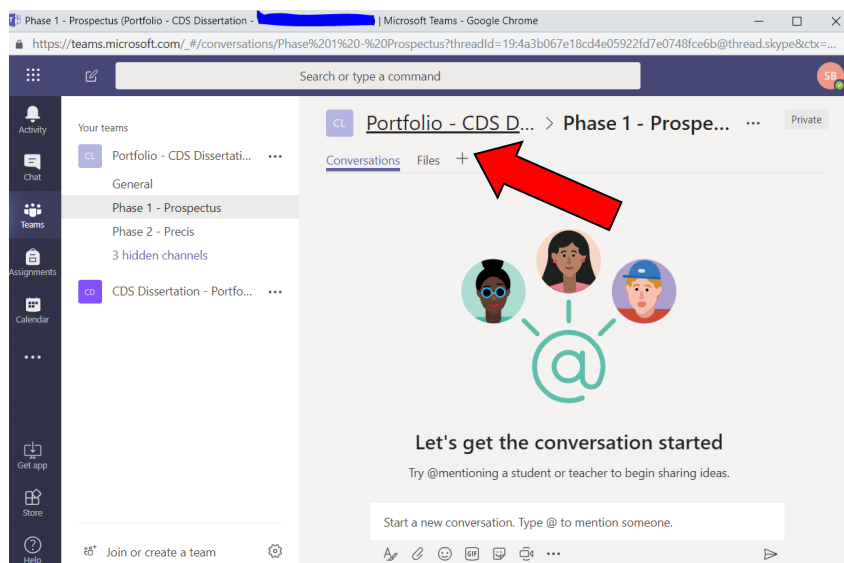 Phase 1 - Prospectus (Portfolio - CDS Dissertation - | Microsoft Teams - Google Chrome
https://teams.microsoft.com/_#/conversations/Phase%201%20-%20Prospectus?threadId=19:4a3b067e18cd4e05922fd7e0748fce6b@thread.skype&ctx=...
Search or type a command
SB
Activity
Chat
Teams
Assignments
Calendar
Get app
Store
Help
Your teams
CL Portfolio - CDS Dissertati... •••
General
Phase 1 - Prospectus
Phase 2 - Precis
3 hidden channels
CD CDS Dissertation - Portfo... •••
Join or create a team
CL Portfolio - CDS D... > Phase 1 - Prospe... ••• Private
Conversations Files +
@
Let's get the conversation started
Try @mentioning a student or teacher to begin sharing ideas.
Start a new conversation. Type @ to mention someone.
GIF